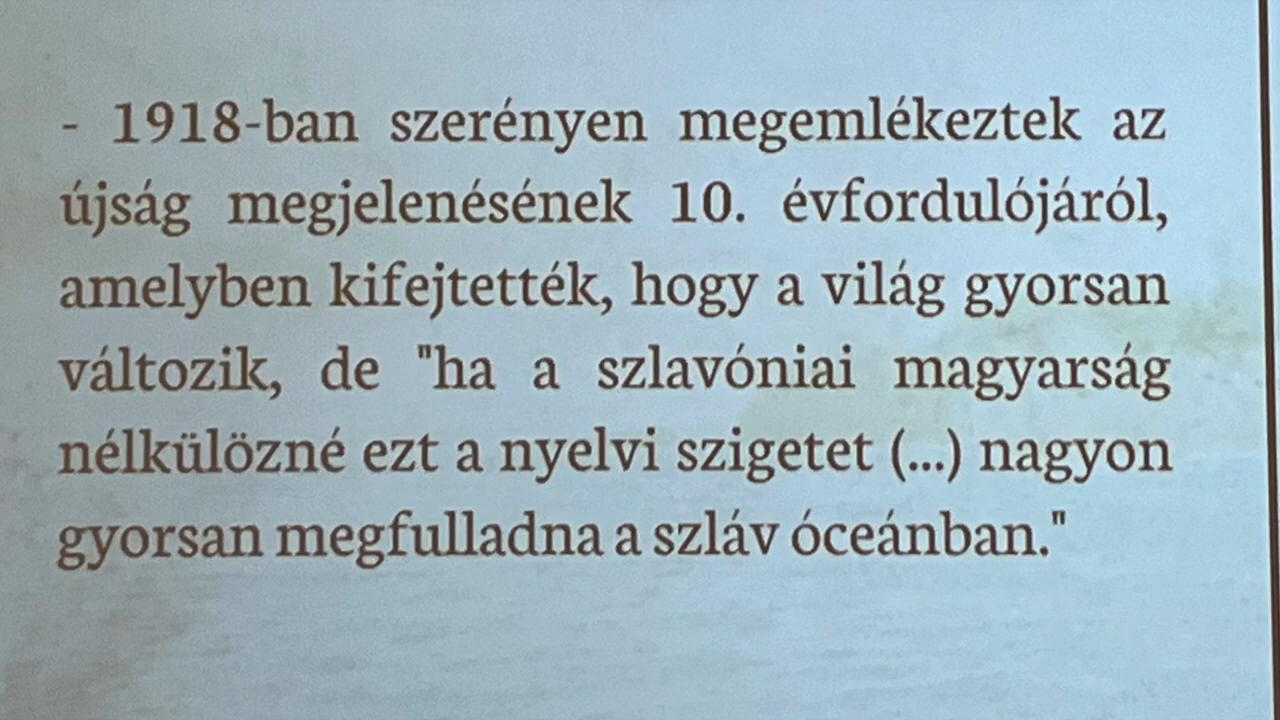 - 1918-ban szerényen megemlékeztek az
újság megjelenésének 10. évfordulójáról,
amelyben kifejtették, hogy a világ gyorsan
változik, de "ha a szlavóniai magyarság
nélkülözné ezt a nyelvi szigetet (...) nagyon
gyorsan megfulladna a szláv óceánban."